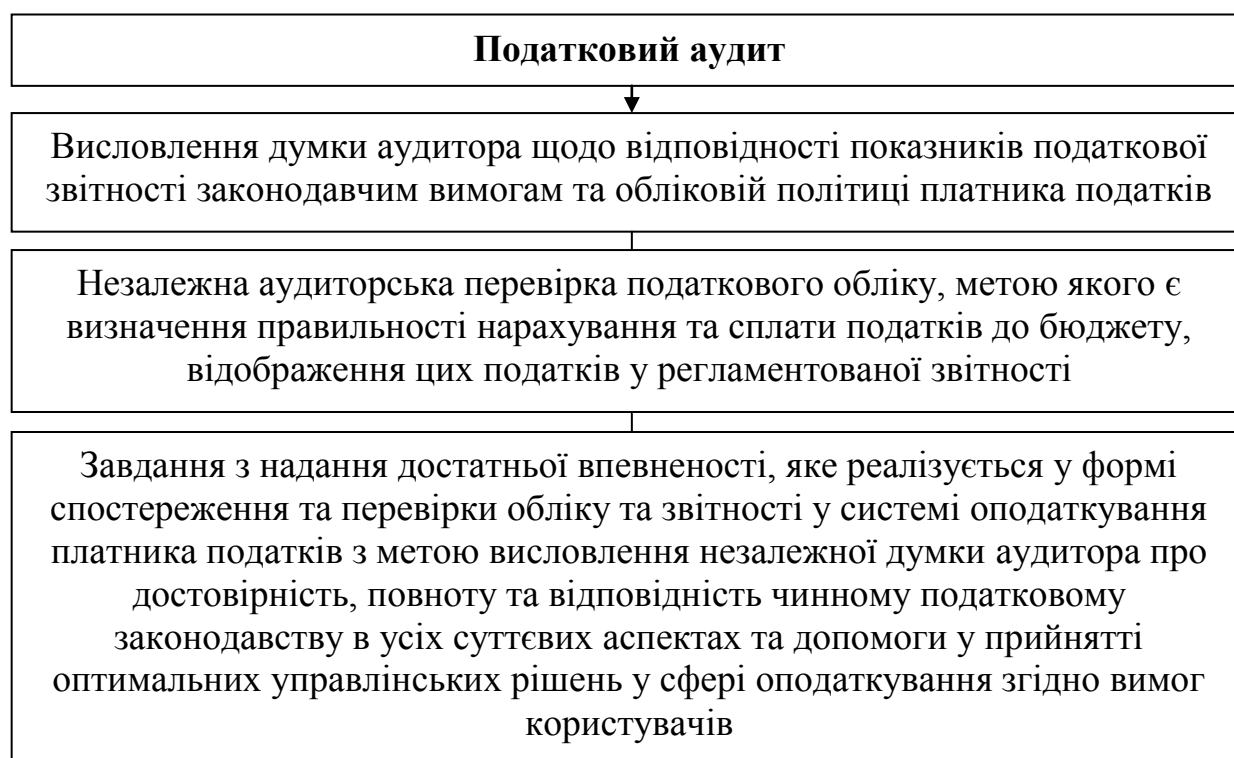 Податковий аудит
Висловлення думки аудитора щодо відповідності показників податкової
звітності законодавчим вимогам та обліковій політиці платника податків
Незалежна аудиторська перевірка податкового обліку, метою якого є
визначення правильності нарахування та сплати податків до бюджету,
відображення цих податків у регламентованої звітності
Завдання з надання достатньої впевненості, яке реалізується у формі
спостереження та перевірки обліку та звітності у системі оподаткування
платника податків з метою висловлення незалежної думки аудитора про
достовірність, повноту та відповідність чинному податковому
законодавству в усіх суттєвих аспектах та допомоги у прийнятті
оптимальних управлінських рішень у сфері оподаткування згідно вимог
користувачів